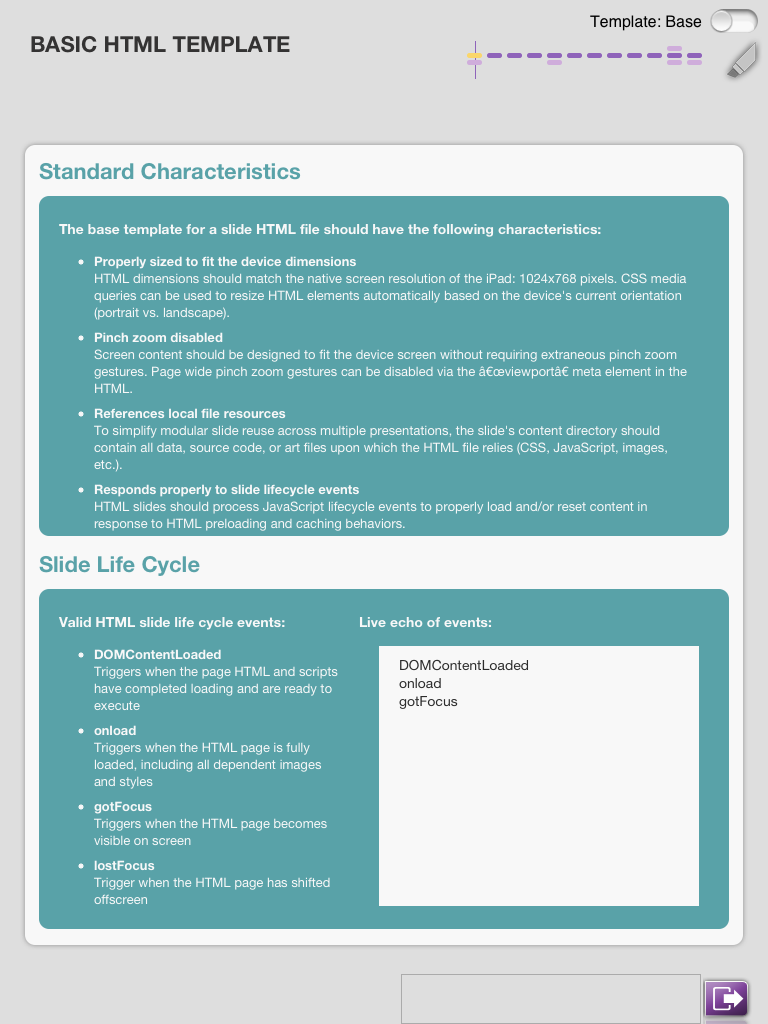 Template: Base
BASIC HTML TEMPLATE
Standard Characteristics
The base template for a slide HTML file should have the following characteristics:
• Properly sized to fit the device dimensions
HTML dimensions should match the native screen resolution of the iPad: 1024x768 pixels. CSS media
queries can be used to resize HTML elements automatically based on the device's current orientation
(portrait vs. landscape).
• Pinch zoom disabled
Screen content should be designed to fit the device screen without requiring extraneous pinch zoom
gestures. Page wide pinch zoom gestures can be disabled via the â€œviewportâ€ meta element in the
HTML.
• References local file resources
To simplify modular slide reuse across multiple presentations, the slide's content directory should
contain all data, source code, or art files upon which the HTML file relies (CSS, JavaScript, images,
etc.).
• Responds properly to slide lifecycle events
HTML slides should process JavaScript lifecycle events to properly load and/or reset content in
response to HTML preloading and caching behaviors.
Slide Life Cycle
Valid HTML slide life cycle events:
• DOMContentLoaded
Triggers when the page HTML and scripts
have completed loading and are ready to
execute
• onload
Triggers when the HTML page is fully
loaded, including all dependent images
and styles
• gotFocus
Triggers when the HTML page becomes
visible on screen
• lostFocus
Trigger when the HTML page has shifted
offscreen
Live echo of events:
DOMContentLoaded
onload
gotFocus